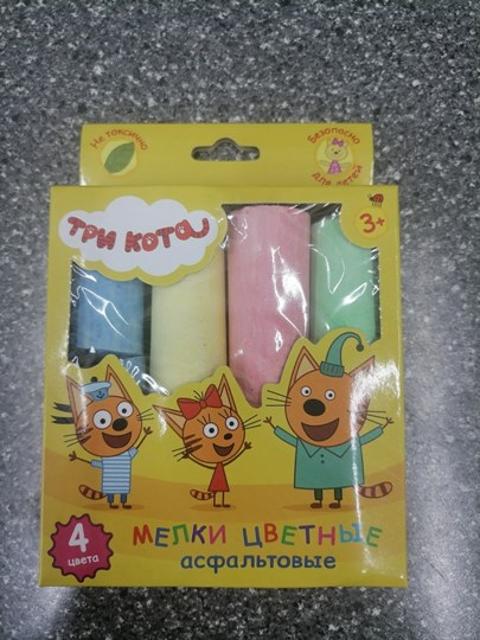 Не токсично
Безопасно
для детей
ТРИ КОТА
3+
4
цвета
МЕЛКИ ЦВЕТНЫЕ
асфальтовые